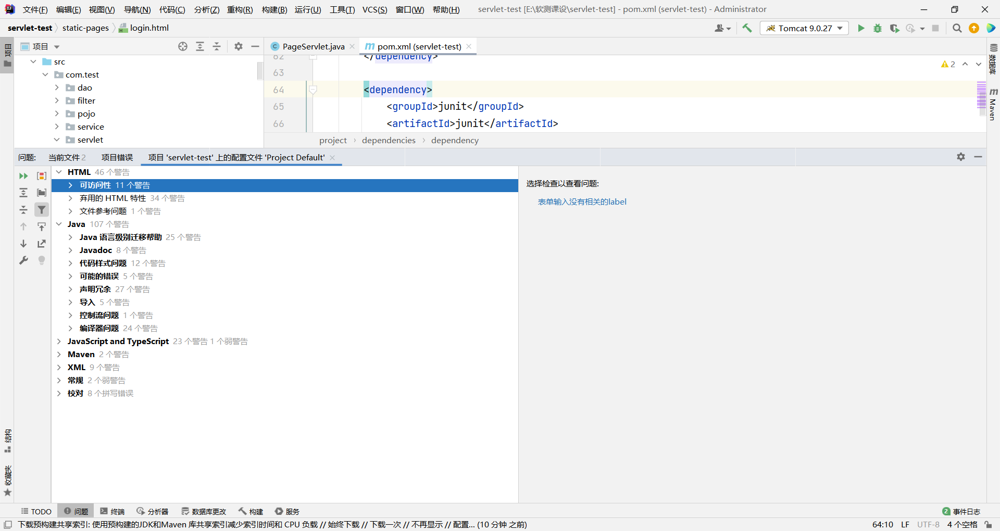 文件(F) 编辑(E) 视图(V) 导航(N) 代码(C) 分析(Z) 重构(R) 构建(B) 运行(U) 工具(T) VCS(S) 窗口(W) 帮助(H) servlet-test [E:\软测课设\servlet-test] - pom.xml (servlet-test) - Administrator
servlet-test static-pages login.html Tomcat 9.0.27
项目
项目
PageServlet.java
pom.xml (servlet-test)
数据库
Maven
src
com.test
dao
filter
pojo
service
servlet
62 </dependency>
63
64 <dependency>
65 <groupId>junit</groupId>
66 <artifactId>junit</artifactId>
2
project › dependencies › dependency
问题: 当前文件 2 项目错误 项目 'servlet-test' 上的配置文件 'Project Default'
HTML 46 个警告
可访问性 11 个警告
弃用的 HTML 特性 34 个警告
文件参考问题 1 个警告
Java 107 个警告
Java 语言级别迁移帮助 25 个警告
Javadoc 8 个警告
代码样式问题 12 个警告
可能的错误 5 个警告
声明冗余 27 个警告
导入 5 个警告
控制流问题 1 个警告
编译器问题 24 个警告
JavaScript and TypeScript 23 个警告 1 个弱警告
Maven 2 个警告
XML 9 个警告
常规 2 个弱警告
校对 8 个拼写错误
选择检查以查看问题:
表单输入没有相关的label
结构
收藏夹
TODO 问题 终端 分析器 数据库更改 构建 服务 2 事件日志
下载预构建共享索引: 使用预构建的JDK和Maven 库共享索引减少索引时间和 CPU 负载 // 始终下载 // 下载一次 // 不再显示 // 配置... (10 分钟 之前) 64:10 LF UTF-8 4 个空格